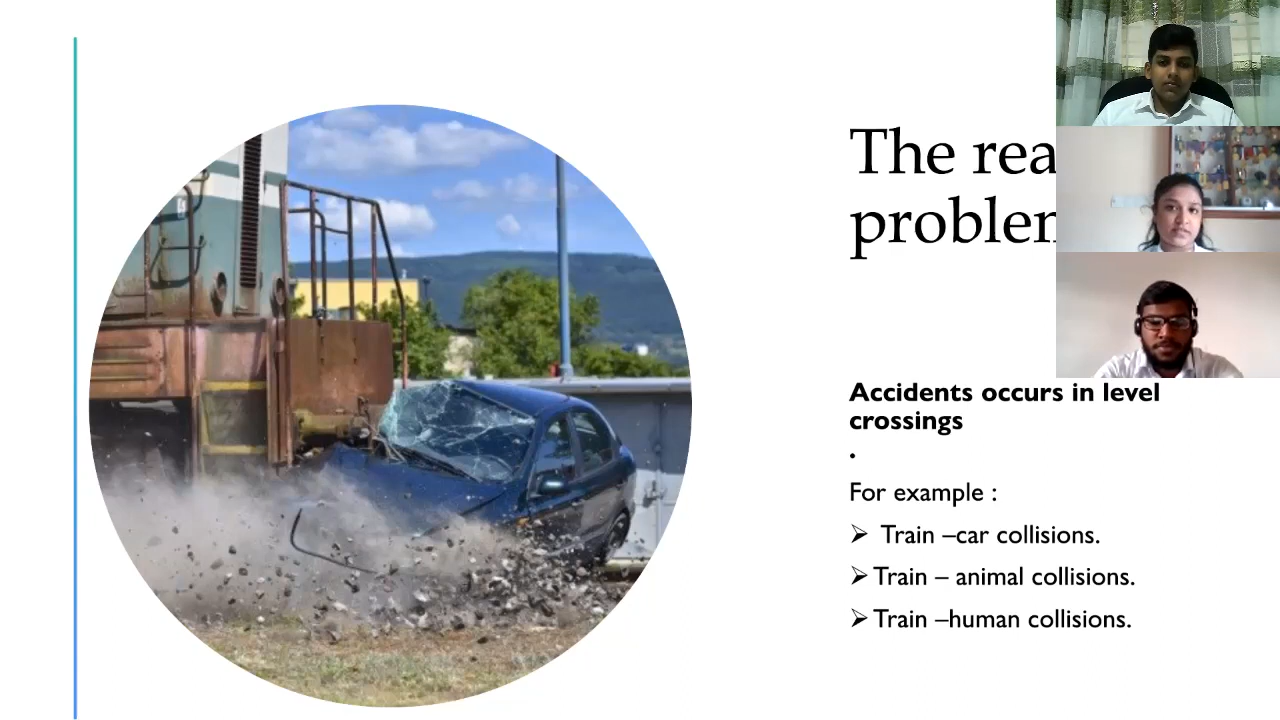 The rea
problem
Accidents occurs in level
crossings
.
For example :
➢ Train –car collisions.
➢ Train – animal collisions.
➢ Train –human collisions.